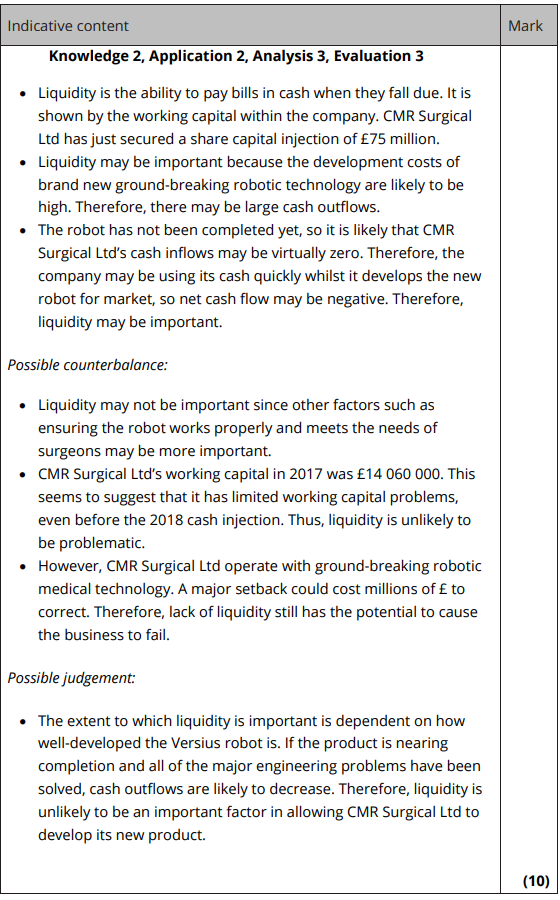 Indicative content Mark
Knowledge 2, Application 2, Analysis 3, Evaluation 3
• Liquidity is the ability to pay bills in cash when they fall due. It is
shown by the working capital within the company. CMR Surgical
Ltd has just secured a share capital injection of £75 million.
• Liquidity may be important because the development costs of
brand new ground-breaking robotic technology are likely to be
high. Therefore, there may be large cash outflows.
• The robot has not been completed yet, so it is likely that CMR
Surgical Ltd’s cash inflows may be virtually zero. Therefore, the
company may be using its cash quickly whilst it develops the new
robot for market, so net cash flow may be negative. Therefore,
liquidity may be important.
Possible counterbalance:
• Liquidity may not be important since other factors such as
ensuring the robot works properly and meets the needs of
surgeons may be more important.
• CMR Surgical Ltd’s working capital in 2017 was £14 060 000. This
seems to suggest that it has limited working capital problems,
even before the 2018 cash injection. Thus, liquidity is unlikely to
be problematic.
• However, CMR Surgical Ltd operate with ground-breaking robotic
medical technology. A major setback could cost millions of £ to
correct. Therefore, lack of liquidity still has the potential to cause
the business to fail.
Possible judgement:
• The extent to which liquidity is important is dependent on how
well-developed the Versius robot is. If the product is nearing
completion and all of the major engineering problems have been
solved, cash outflows are likely to decrease. Therefore, liquidity is
unlikely to be an important factor in allowing CMR Surgical Ltd to
develop its new product.
(10)